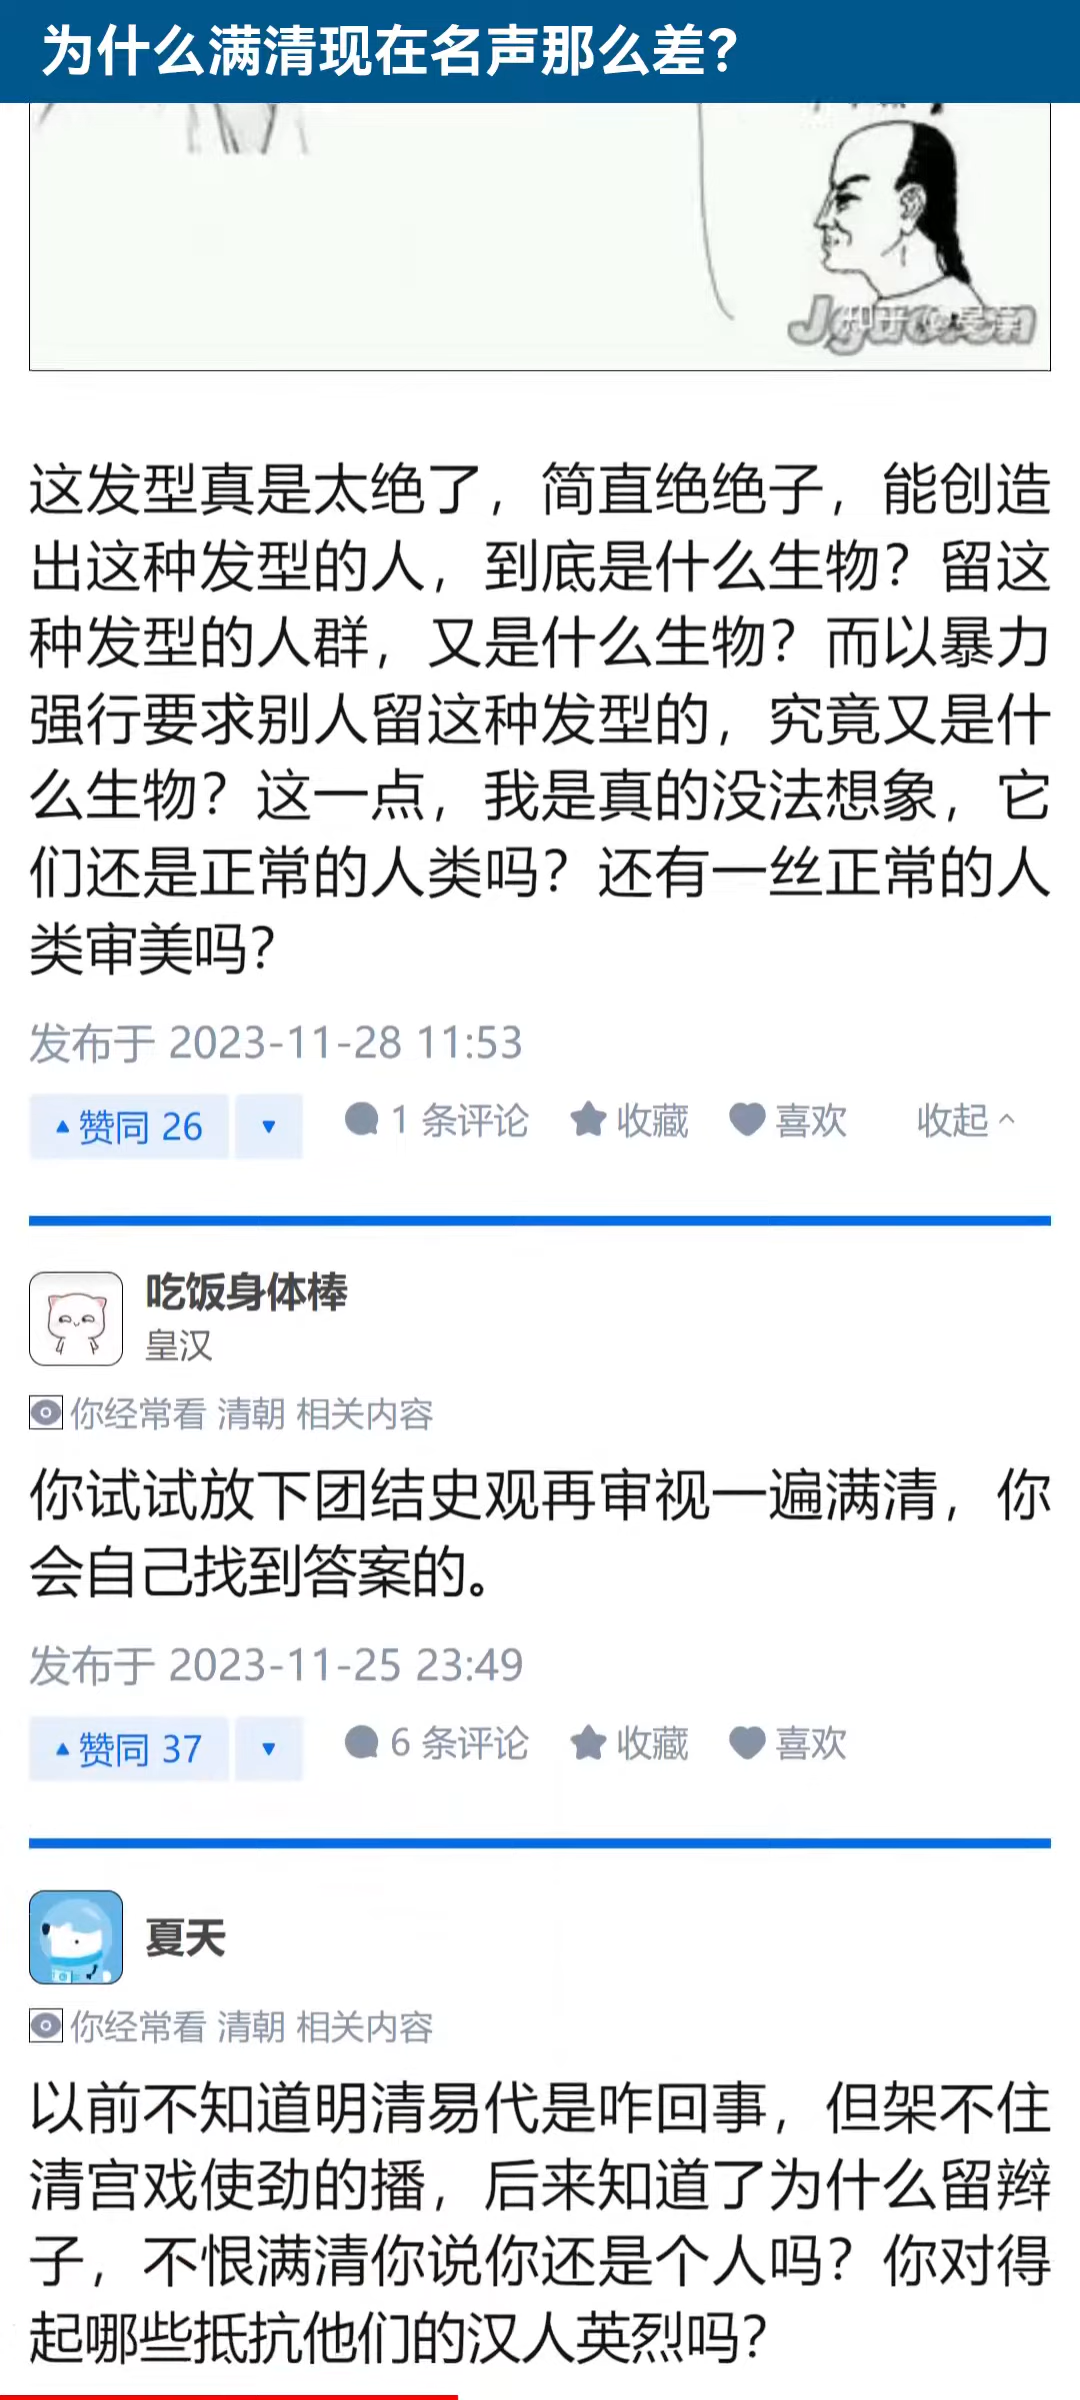 为什么满清现在名声那么差？
这发型真是太绝了，简直绝绝子，能创造
出这种发型的人，到底是什么生物？留这
种发型的人群，又是什么生物？而以暴力
强行要求别人留这种发型的，究竟又是什
么生物？这一点，我是真的没法想象，它
们还是正常的人类吗？还有一丝正常的人
类审美吗？
发布于 2023-11-28 11:53
赞同 26 1 条评论 收藏 喜欢 收起
吃饭身体棒
皇汉
你经常看 清朝 相关内容
你试试放下团结史观再审视一遍满清，你
会自己找到答案的。
发布于 2023-11-25 23:49
赞同 37 6 条评论 收藏 喜欢
夏天
你经常看 清朝 相关内容
以前不知道明清易代是咋回事，但架不住
清宫戏使劲的播，后来知道了为什么留辫
子，不恨满清你说你还是个人吗？你对得
起哪些抵抗他们的汉人英烈吗？